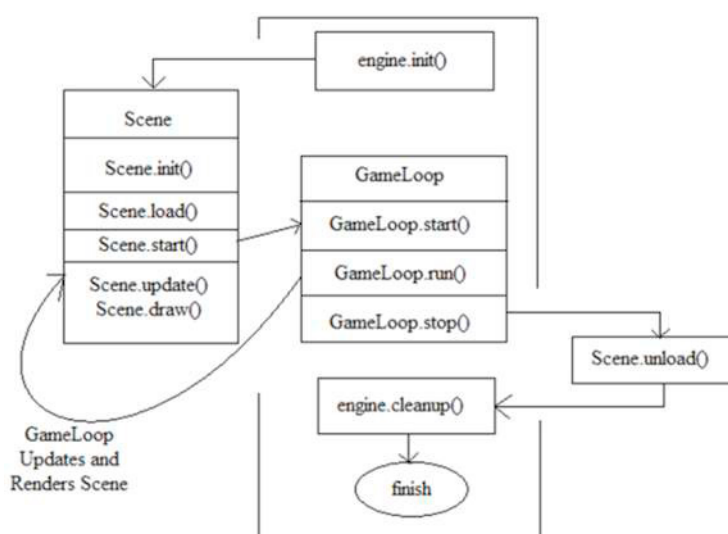 engine.init()
Scene
Scene.init()
Scene.load()
Scene.start()
Scene.update()
Scene.draw()
GameLoop
GameLoop.start()
GameLoop.run()
GameLoop.stop()
Scene.unload()
engine.cleanup()
finish
GameLoop
Updates and
Renders Scene